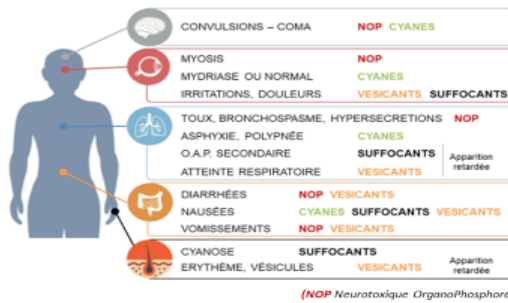 CONVULSIONS – COMA NOP CYANES
MYOSIS NOP
MYDRIASE OU NORMAL CYANES
IRRITATIONS, DOULEURS VESICANTS SUFFOCANTS
TOUX, BRONCHOSPASME, HYPERSECRETIONS NOP
ASPHYXIE, POLYPNÉE CYANES
O.A.P. SECONDAIRE SUFFOCANTS Apparition
ATTEINTE RESPIRATOIRE VESICANTS retardée
DIARRHÉES NOP VESICANTS
NAUSÉES CYANES SUFFOCANTS VESICANTS
VOMISSEMENTS NOP VESICANTS
CYANOSE SUFFOCANTS
ERYTHÈME, VÉSICULES VESICANTS Apparition
retardée
(NOP Neurotoxique OrganoPhosphoré